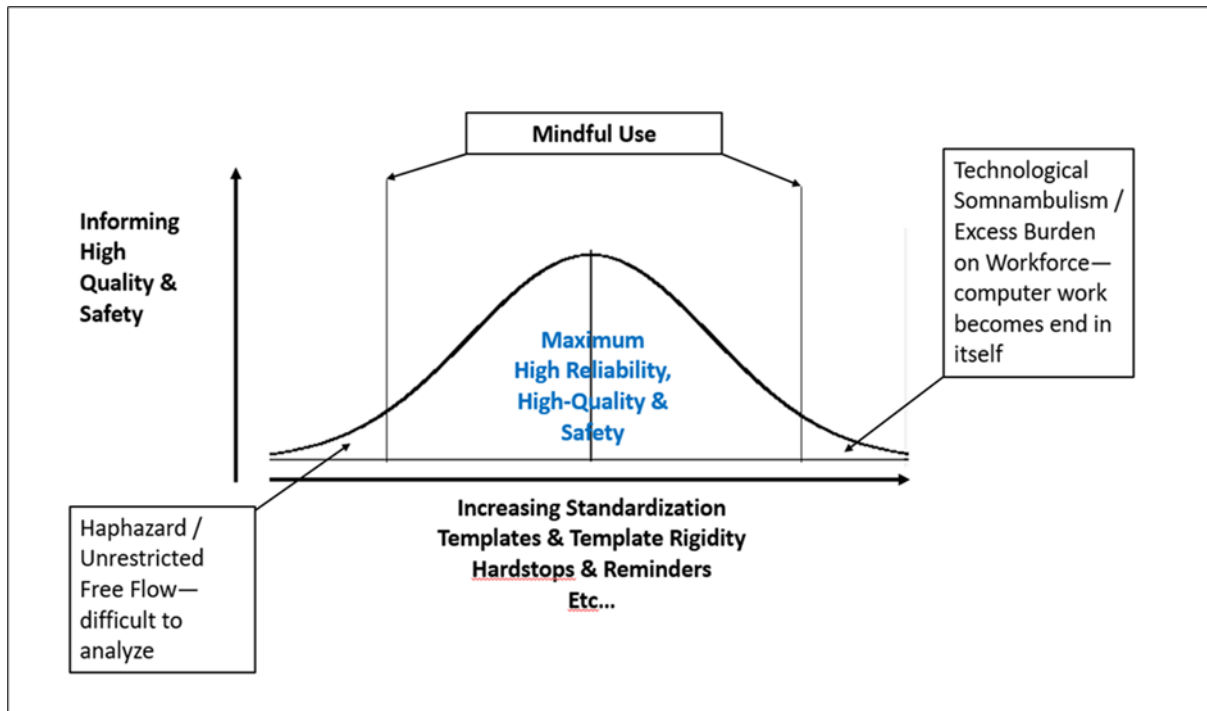 Mindful Use
Informing
High
Quality &
Safety
Technological
Somnambulism /
Excess Burden
on Workforce—
computer work
becomes end in
itself
Maximum
High Reliability,
High-Quality &
Safety
Haphazard /
Unrestricted
Free Flow—
difficult to
analyze
Increasing Standardization
Templates & Template Rigidity
Hardstops & Reminders
Etc...